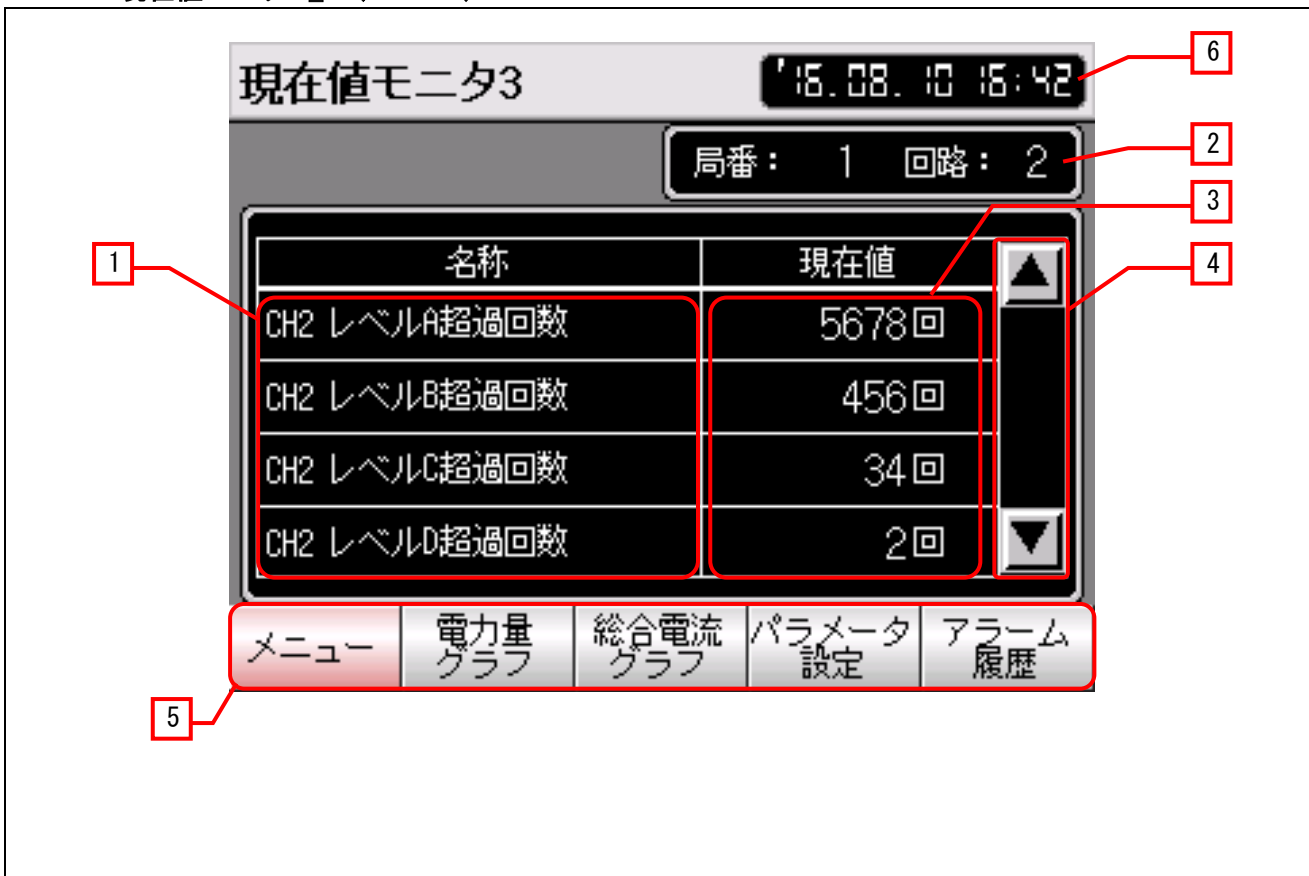 現在値モニタ3
'16.08.10 16:42
6
局番: 1 回路: 2
2
3
1
名称
現在値
4
CH2 レベルA超過回数
5678回
CH2 レベルB超過回数
456回
CH2 レベルC超過回数
34回
CH2 レベルD超過回数
2回
メニュー
電力量
グラフ
総合電流
グラフ
パラメータ
設定
アラーム
履歴
5